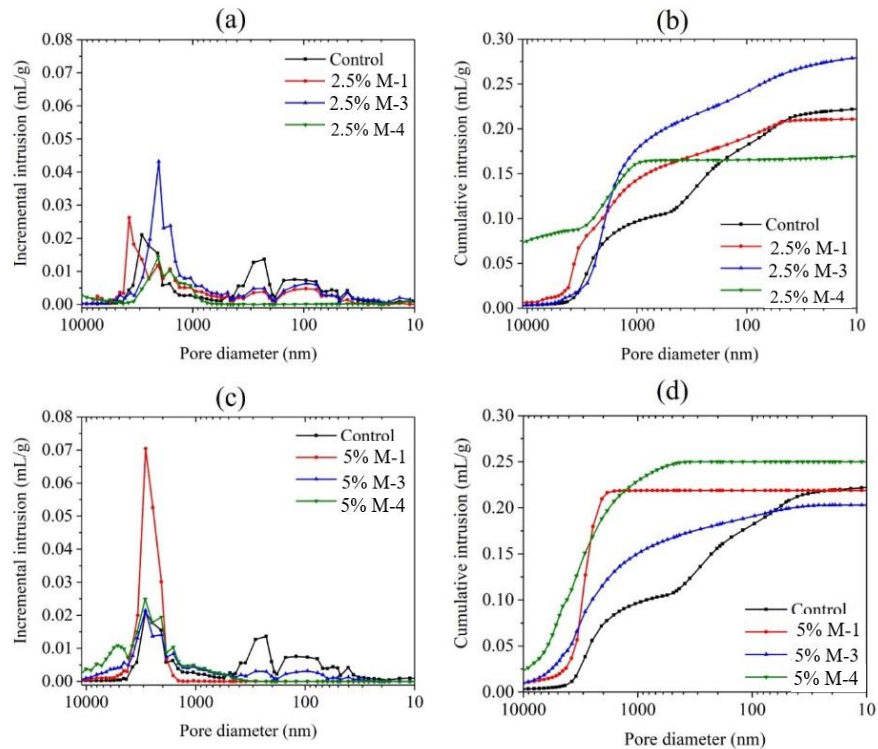 (a)
0.08
0.07
0.06
0.05
0.04
0.03
0.02
0.01
0.00
Incremental intrusion (mL/g)
Control
2.5% M-1
2.5% M-3
2.5% M-4
10000 1000 100 10
Pore diameter (nm)
(b)
0.30
0.25
0.20
0.15
0.10
0.05
0.00
Cumulative intrusion (mL/g)
Control
2.5% M-1
2.5% M-3
2.5% M-4
10000 1000 100 10
Pore diameter (nm)
(c)
0.08
0.07
0.06
0.05
0.04
0.03
0.02
0.01
0.00
Incremental intrusion (mL/g)
Control
5% M-1
5% M-3
5% M-4
10000 1000 100 10
Pore diameter (nm)
(d)
0.30
0.25
0.20
0.15
0.10
0.05
0.00
Cumulative intrusion (mL/g)
Control
5% M-1
5% M-3
5% M-4
10000 1000 100 10
Pore diameter (nm)